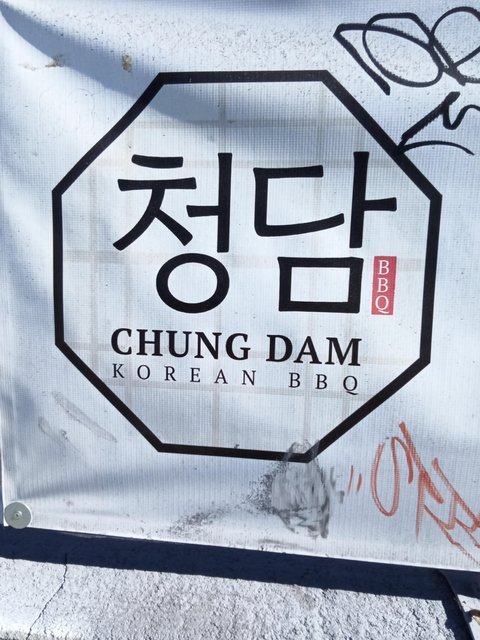 청담
BBQ
CHUNG DAM
KOREAN BBQ